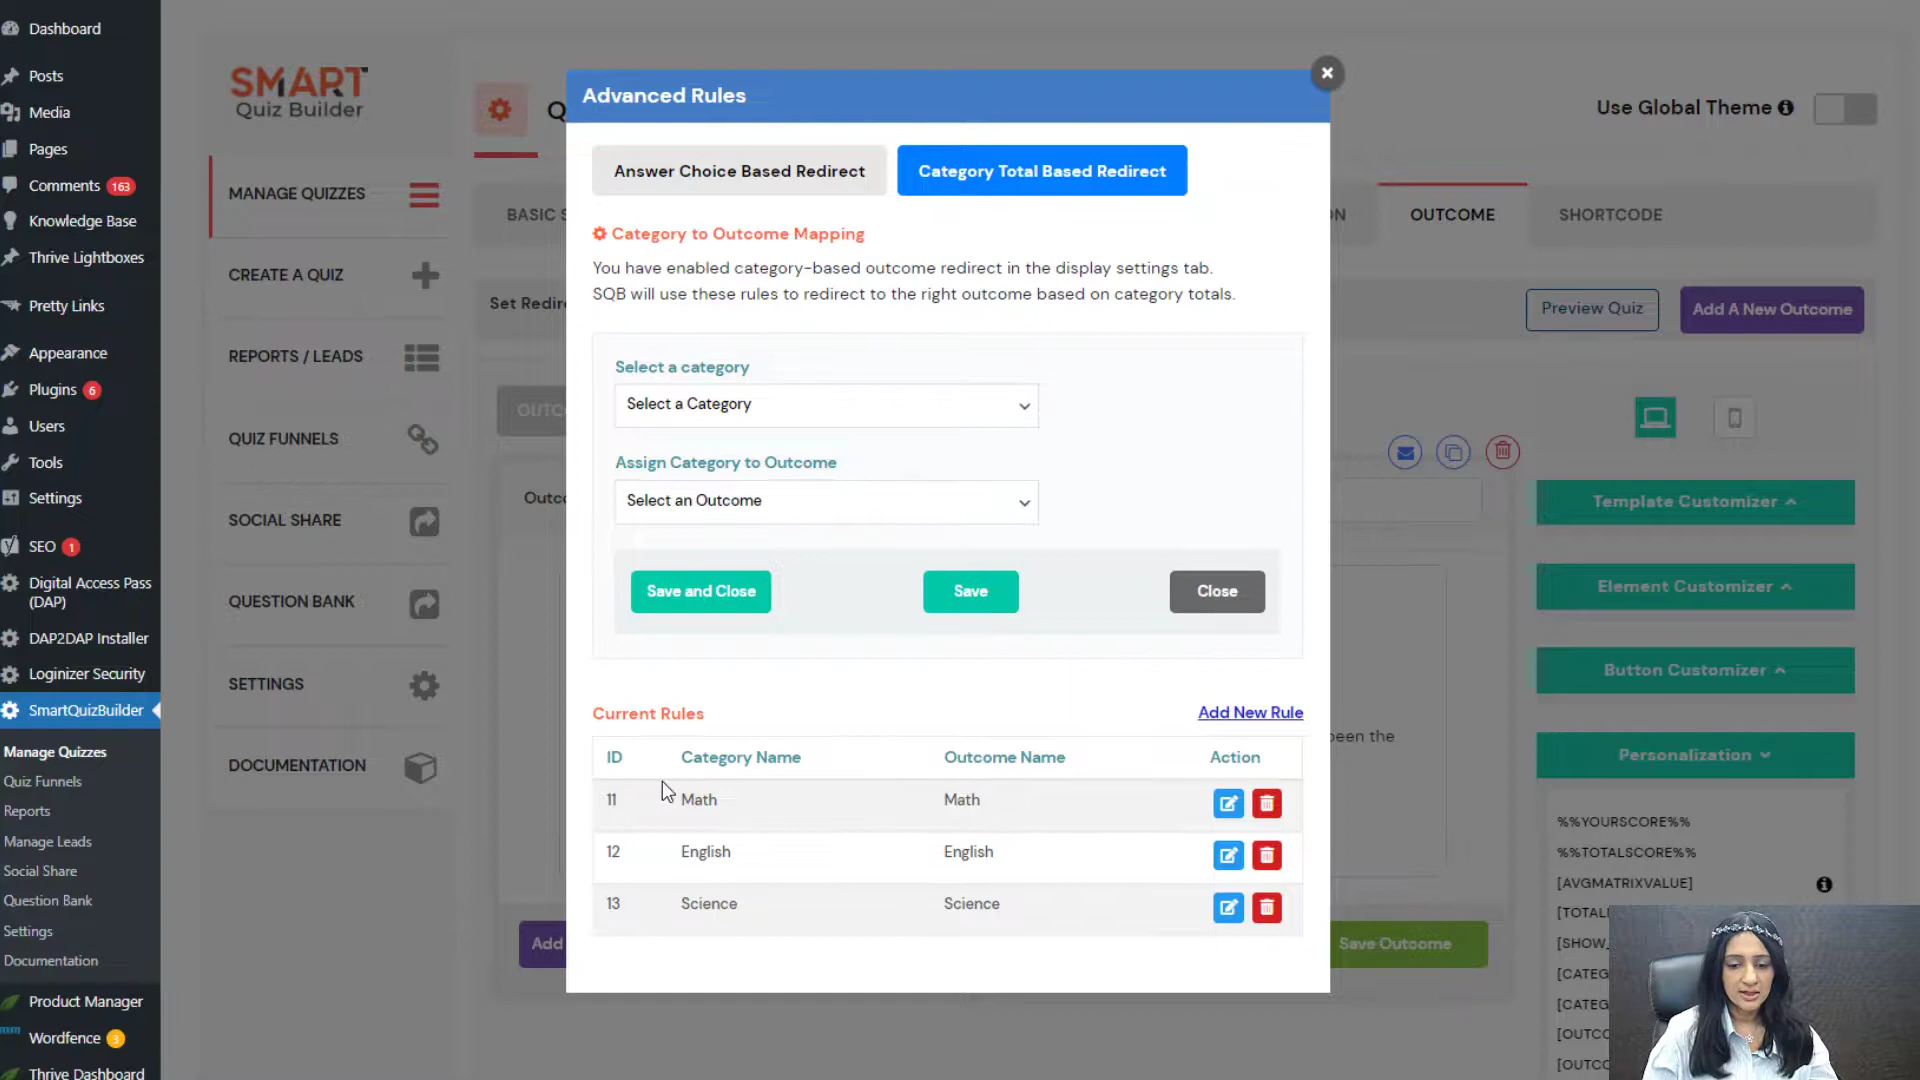 Dashboard
Posts
Media
Pages
Comments 163
Knowledge Base
Thrive Lightboxes
Pretty Links
Appearance
Plugins 6
Users
Tools
Settings
SEO 1
Digital Access Pass
(DAP)
DAP2DAP Installer
Loginizer Security
SmartQuizBuilder
Manage Quizzes
Quiz Funnels
Reports
Manage Leads
Social Share
Question Bank
Settings
Documentation
Product Manager
Wordfence 3
Thrive Dashboard
SMART
Quiz Builder
MANAGE QUIZZES
CREATE A QUIZ
REPORTS / LEADS
QUIZ FUNNELS
SOCIAL SHARE
QUESTION BANK
SETTINGS
DOCUMENTATION
Use Global Theme
BASIC
OUTCOME
SHORTCODE
Preview Quiz
Add A New Outcome
Advanced Rules
Answer Choice Based Redirect
Category Total Based Redirect
Category to Outcome Mapping
You have enabled category-based outcome redirect in the display settings tab.
SQB will use these rules to redirect to the right outcome based on category totals.
Select a category
Select a Category
Assign Category to Outcome
Select an Outcome
Save and Close
Save
Close
Current Rules
Add New Rule
ID Category Name Outcome Name Action
11 Math Math
12 English English
13 Science Science
Set
Add
been the
Save Outcome
Template Customizer
Element Customizer
Button Customizer
Personalization
%%YOURSCORE%%
%%TOTALSCORE%%
[AVGMATRIXVALUE]